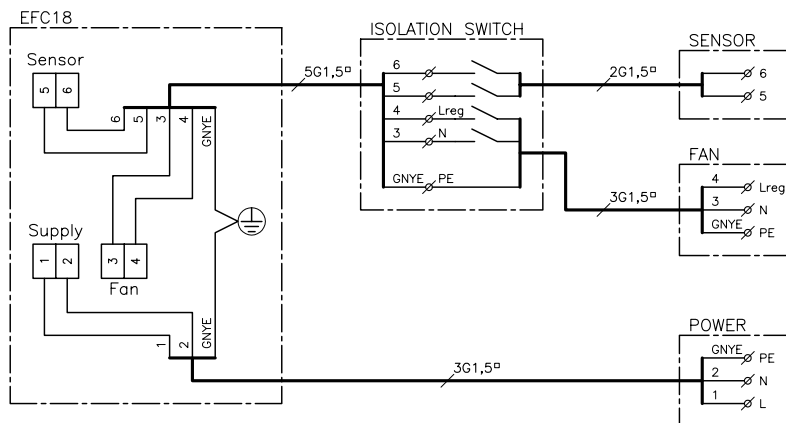 EFC18
Sensor
5 6
6 5 3 4 GNYE
Supply
1 2
3 4
Fan
1 2 GNYE
5G1,5▫
ISOLATION SWITCH
6
5
4 Lreg
3 N
GNYE PE
2G1,5▫
SENSOR
6
5
3G1,5▫
FAN
4 Lreg
3 N
GNYE PE
3G1,5▫
POWER
GNYE PE
2 N
1 L